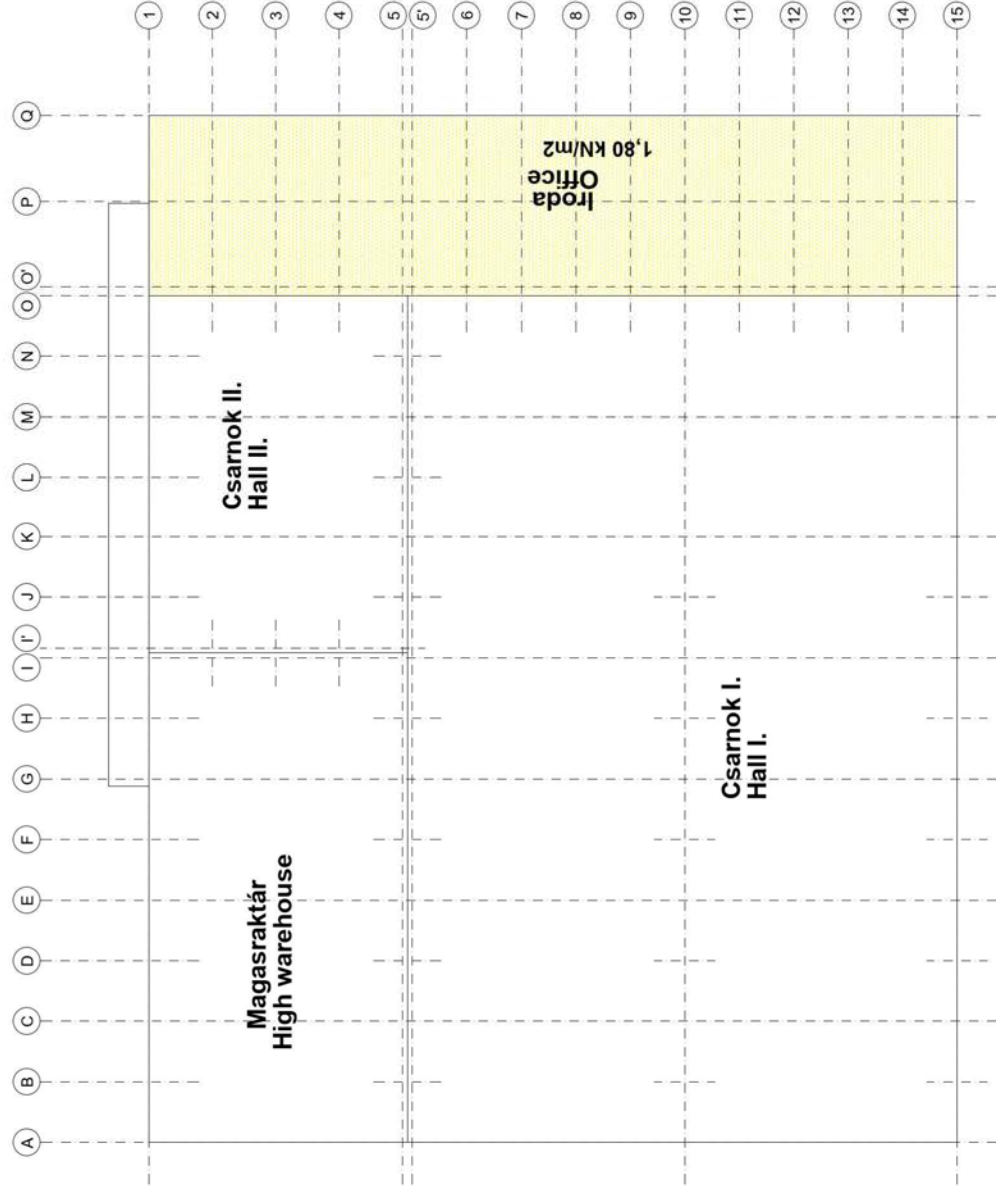 A
B
C
D
E
F
G
H
I
I'
J
K
L
M
N
O
O'
P
Q
1
2
3
4
5
5'
6
7
8
9
10
11
12
13
14
15
Magasraktár
High warehouse
Csarnok II.
Hall II.
Csarnok I.
Hall I.
Iroda
Office
1,80 kN/m2